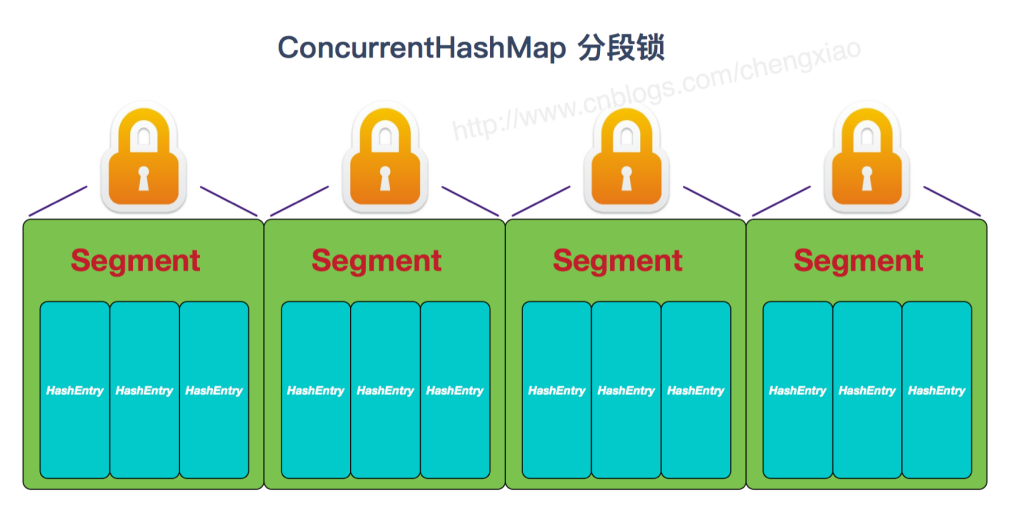 ConcurrentHashMap 分段锁
http://www.cnblogs.com/chengxiao
Segment Segment Segment Segment
HashEntry HashEntry HashEntry HashEntry HashEntry HashEntry HashEntry HashEntry HashEntry HashEntry HashEntry HashEntry